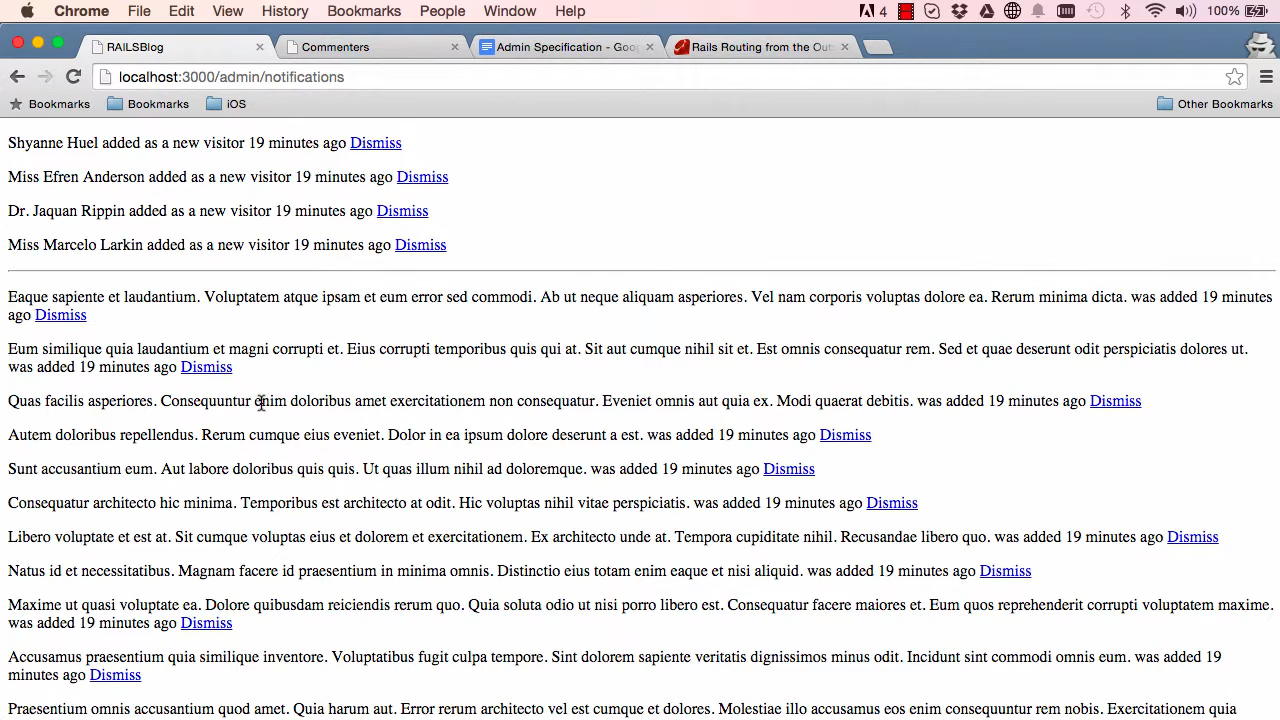 Chrome File Edit View History Bookmarks People Window Help 4 100%
RAILSBlog Commenters Admin Specification - Goo Rails Routing from the Out
localhost:3000/admin/notifications
Bookmarks Bookmarks iOS Other Bookmarks
Shyanne Huel added as a new visitor 19 minutes ago Dismiss
Miss Efren Anderson added as a new visitor 19 minutes ago Dismiss
Dr. Jaquan Rippin added as a new visitor 19 minutes ago Dismiss
Miss Marcelo Larkin added as a new visitor 19 minutes ago Dismiss
Eaque sapiente et laudantium. Voluptatem atque ipsam et eum error sed commodi. Ab ut neque aliquam asperiores. Vel nam corporis voluptas dolore ea. Rerum minima dicta. was added 19 minutes
ago Dismiss
Eum similique quia laudantium et magni corrupti et. Eius corrupti temporibus quis qui at. Sit aut cumque nihil sit et. Est omnis consequatur rem. Sed et quae deserunt odit perspiciatis dolores ut.
was added 19 minutes ago Dismiss
Quas facilis asperiores. Consequuntur enim doloribus amet exercitationem non consequatur. Eveniet omnis aut quia ex. Modi quaerat debitis. was added 19 minutes ago Dismiss
Autem doloribus repellendus. Rerum cumque eius eveniet. Dolor in ea ipsum dolore deserunt a est. was added 19 minutes ago Dismiss
Sunt accusantium eum. Aut labore doloribus quis quis. Ut quas illum nihil ad doloremque. was added 19 minutes ago Dismiss
Consequatur architecto hic minima. Temporibus est architecto at odit. Hic voluptas nihil vitae perspiciatis. was added 19 minutes ago Dismiss
Libero voluptate et est at. Sit cumque voluptas eius et dolorem et exercitationem. Ex architecto unde at. Tempora cupiditate nihil. Recusandae libero quo. was added 19 minutes ago Dismiss
Natus id et necessitatibus. Magnam facere id praesentium in minima omnis. Distinctio eius totam enim eaque et nisi aliquid. was added 19 minutes ago Dismiss
Maxime ut quasi voluptate ea. Dolore quibusdam reiciendis rerum quo. Quia soluta odio ut nisi porro libero est. Consequatur facere maiores et. Eum quos reprehenderit corrupti voluptatem maxime.
was added 19 minutes ago Dismiss
Accusamus praesentium quia similique inventore. Voluptatibus fugit culpa tempore. Sint dolorem sapiente veritatis dignissimos minus odit. Incidunt sint commodi omnis eum. was added 19
minutes ago Dismiss
Praesentium omnis accusantium quod amet. Quia harum aut. Error rerum architecto vel est cumque et dolores. Molestiae illo accusamus eos enim consequuntur rem nobis. Exercitationem quia